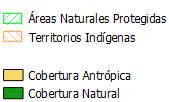 Áreas Naturales Protegidas
Territorios Indígenas
Cobertura Antrópica
Cobertura Natural